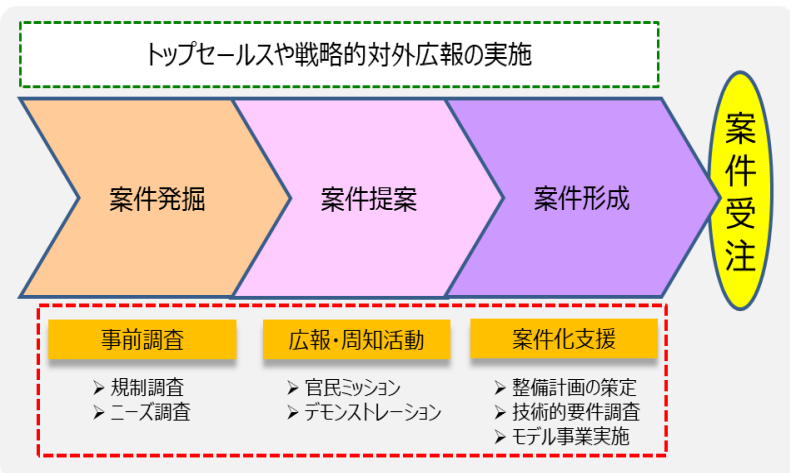 トップセールスや戦略的対外広報の実施
案件発掘
案件提案
案件形成
案件受注
事前調査
➢ 規制調査
➢ ニーズ調査
広報・周知活動
➢ 官民ミッション
➢ デモンストレーション
案件化支援
➢ 整備計画の策定
➢ 技術的要件調査
➢ モデル事業実施